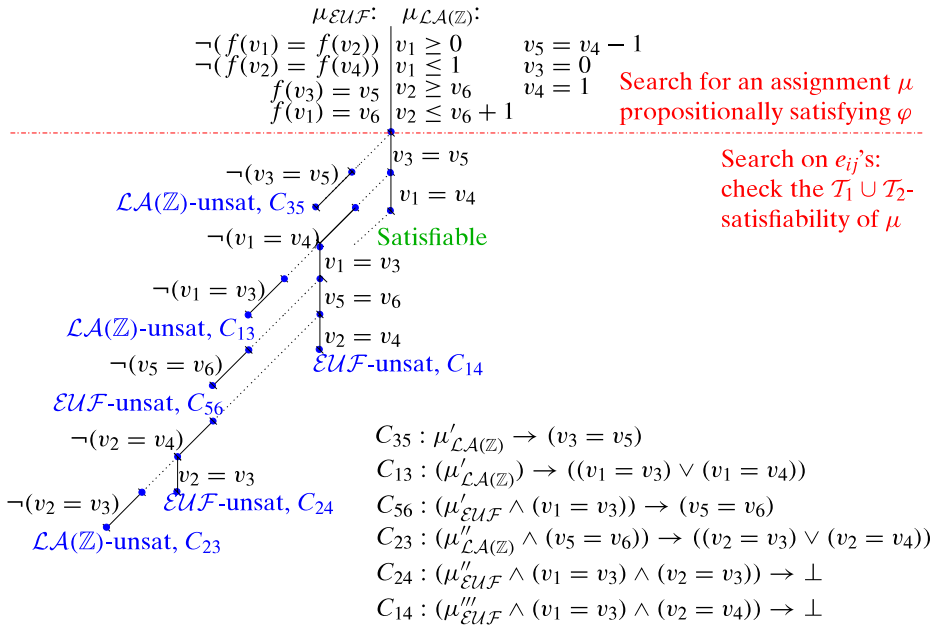 μ_EUF: μ_LA(ℤ):
¬(f(v₁) = f(v₂)) v₁ ≥ 0 v₅ = v₄ − 1
¬(f(v₂) = f(v₄)) v₁ ≤ 1 v₃ = 0
f(v₃) = v₅ v₂ ≥ v₆ v₄ = 1
f(v₁) = v₆ v₂ ≤ v₆ + 1
Search for an assignment μ
propositionally satisfying φ
Search on e_ij's:
check the 𝒯₁ ∪ 𝒯₂-
satisfiability of μ
v₃ = v₅
¬(v₃ = v₅)
v₁ = v₄
ℒ𝒜(ℤ)-unsat, C₃₅
¬(v₁ = v₄)
Satisfiable
v₁ = v₃
¬(v₁ = v₃)
v₅ = v₆
ℒ𝒜(ℤ)-unsat, C₁₃
v₂ = v₄
¬(v₅ = v₆)
ℰ𝒰ℱ-unsat, C₁₄
ℰ𝒰ℱ-unsat, C₅₆
¬(v₂ = v₄)
v₂ = v₃
¬(v₂ = v₃)
ℰ𝒰ℱ-unsat, C₂₄
ℒ𝒜(ℤ)-unsat, C₂₃
C₃₅ : μ′_ℒ𝒜(ℤ) → (v₃ = v₅)
C₁₃ : (μ′_ℒ𝒜(ℤ)) → ((v₁ = v₃) ∨ (v₁ = v₄))
C₅₆ : (μ′_ℰ𝒰ℱ ∧ (v₁ = v₃)) → (v₅ = v₆)
C₂₃ : (μ″_ℒ𝒜(ℤ) ∧ (v₅ = v₆)) → ((v₂ = v₃) ∨ (v₂ = v₄))
C₂₄ : (μ″_ℰ𝒰ℱ ∧ (v₁ = v₃) ∧ (v₂ = v₃)) → ⊥
C₁₄ : (μ‴_ℰ𝒰ℱ ∧ (v₁ = v₃) ∧ (v₂ = v₄)) → ⊥